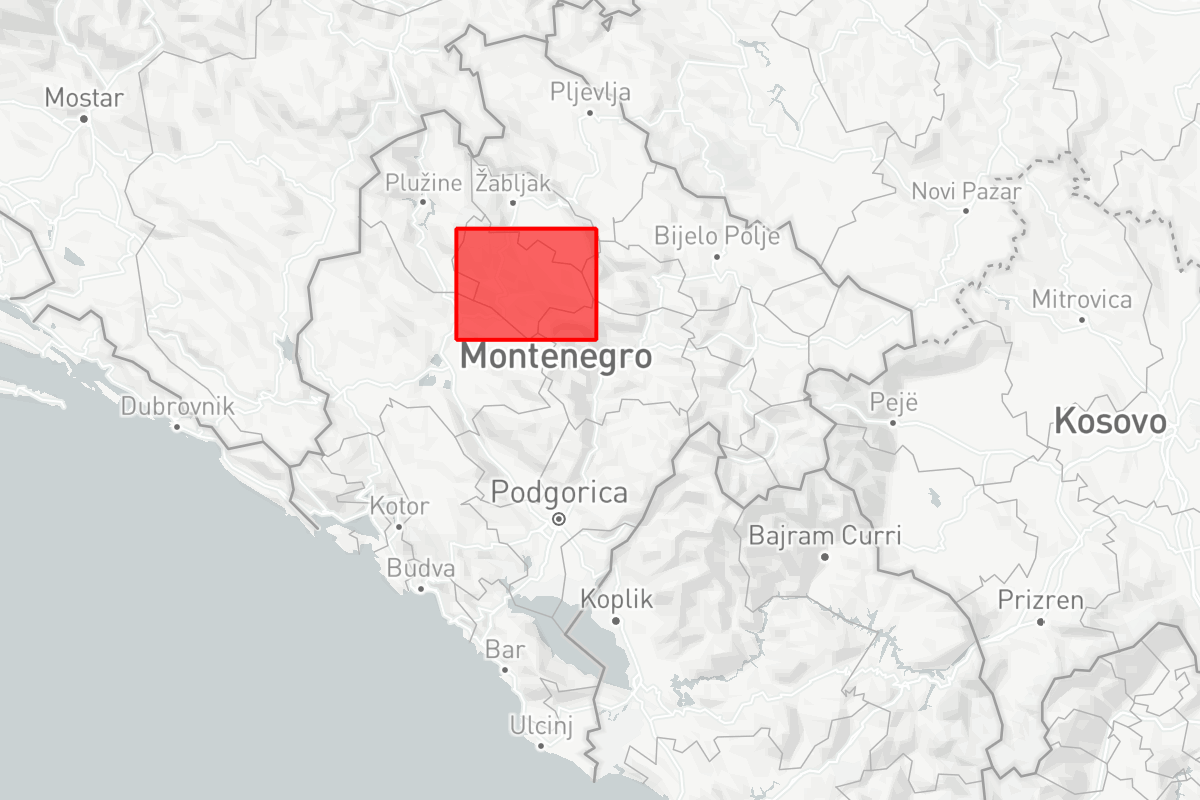 Pljevlja
Mostar
Plužine
Žabljak
Novi Pazar
Bijelo Polje
Mitrovica
Montenegro
Dubrovnik
Pejë
Kosovo
Podgorica
Kotor
Bajram Curri
Budva
Koplik
Prizren
Bar
Ulcinj